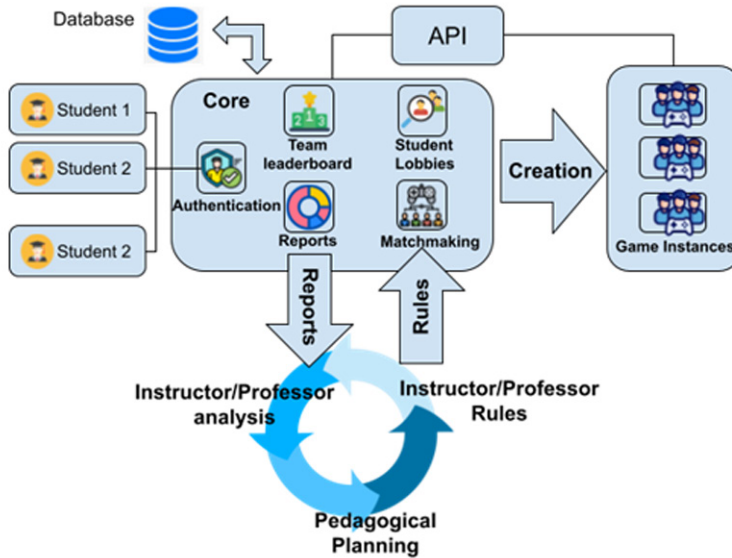 Database
API
Core
Student 1
Student 2
Student 2
Team
leaderboard
Student
Lobbies
Authentication
Reports
Matchmaking
Creation
Game Instances
Reports
Rules
Instructor/Professor
analysis
Instructor/Professor
Rules
Pedagogical
Planning